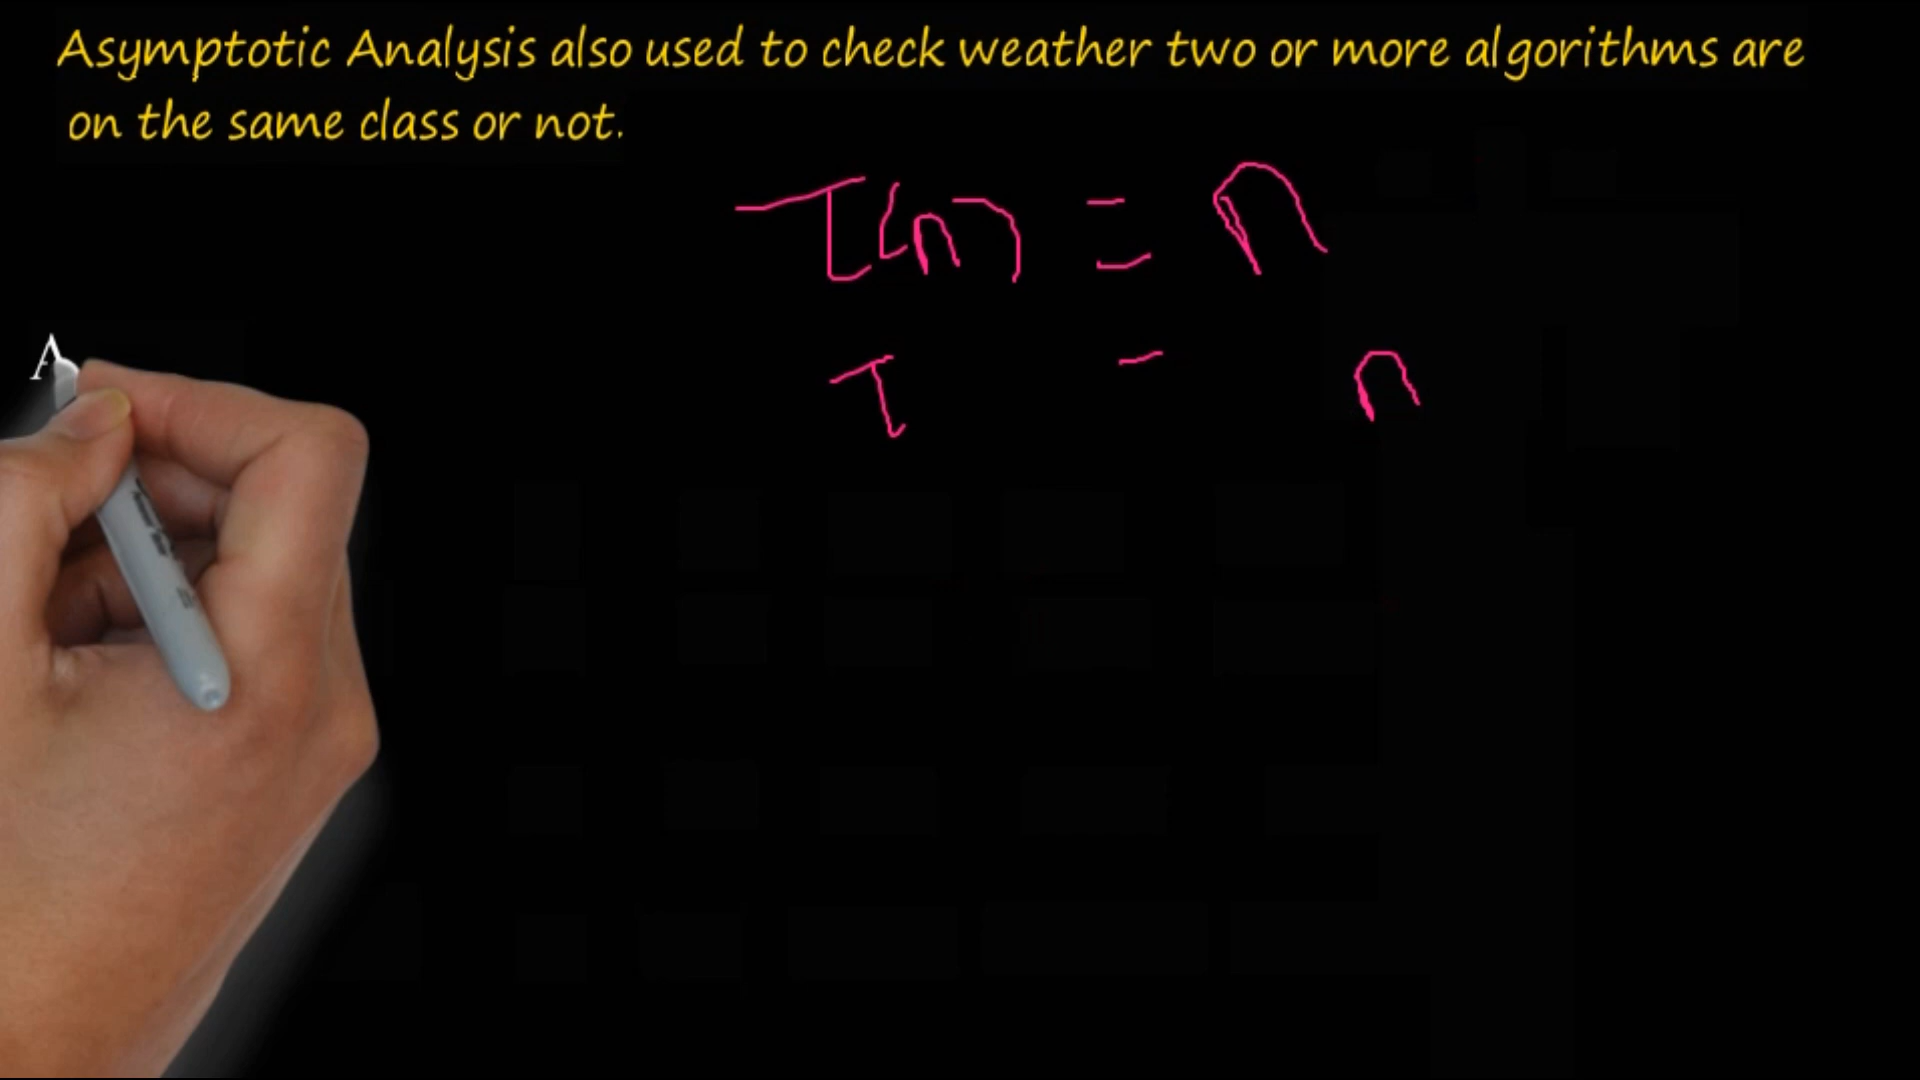 Asymptotic Analysis also used to check weather two or more algorithms are
on the same class or not.
T(n) = n
T - n
A